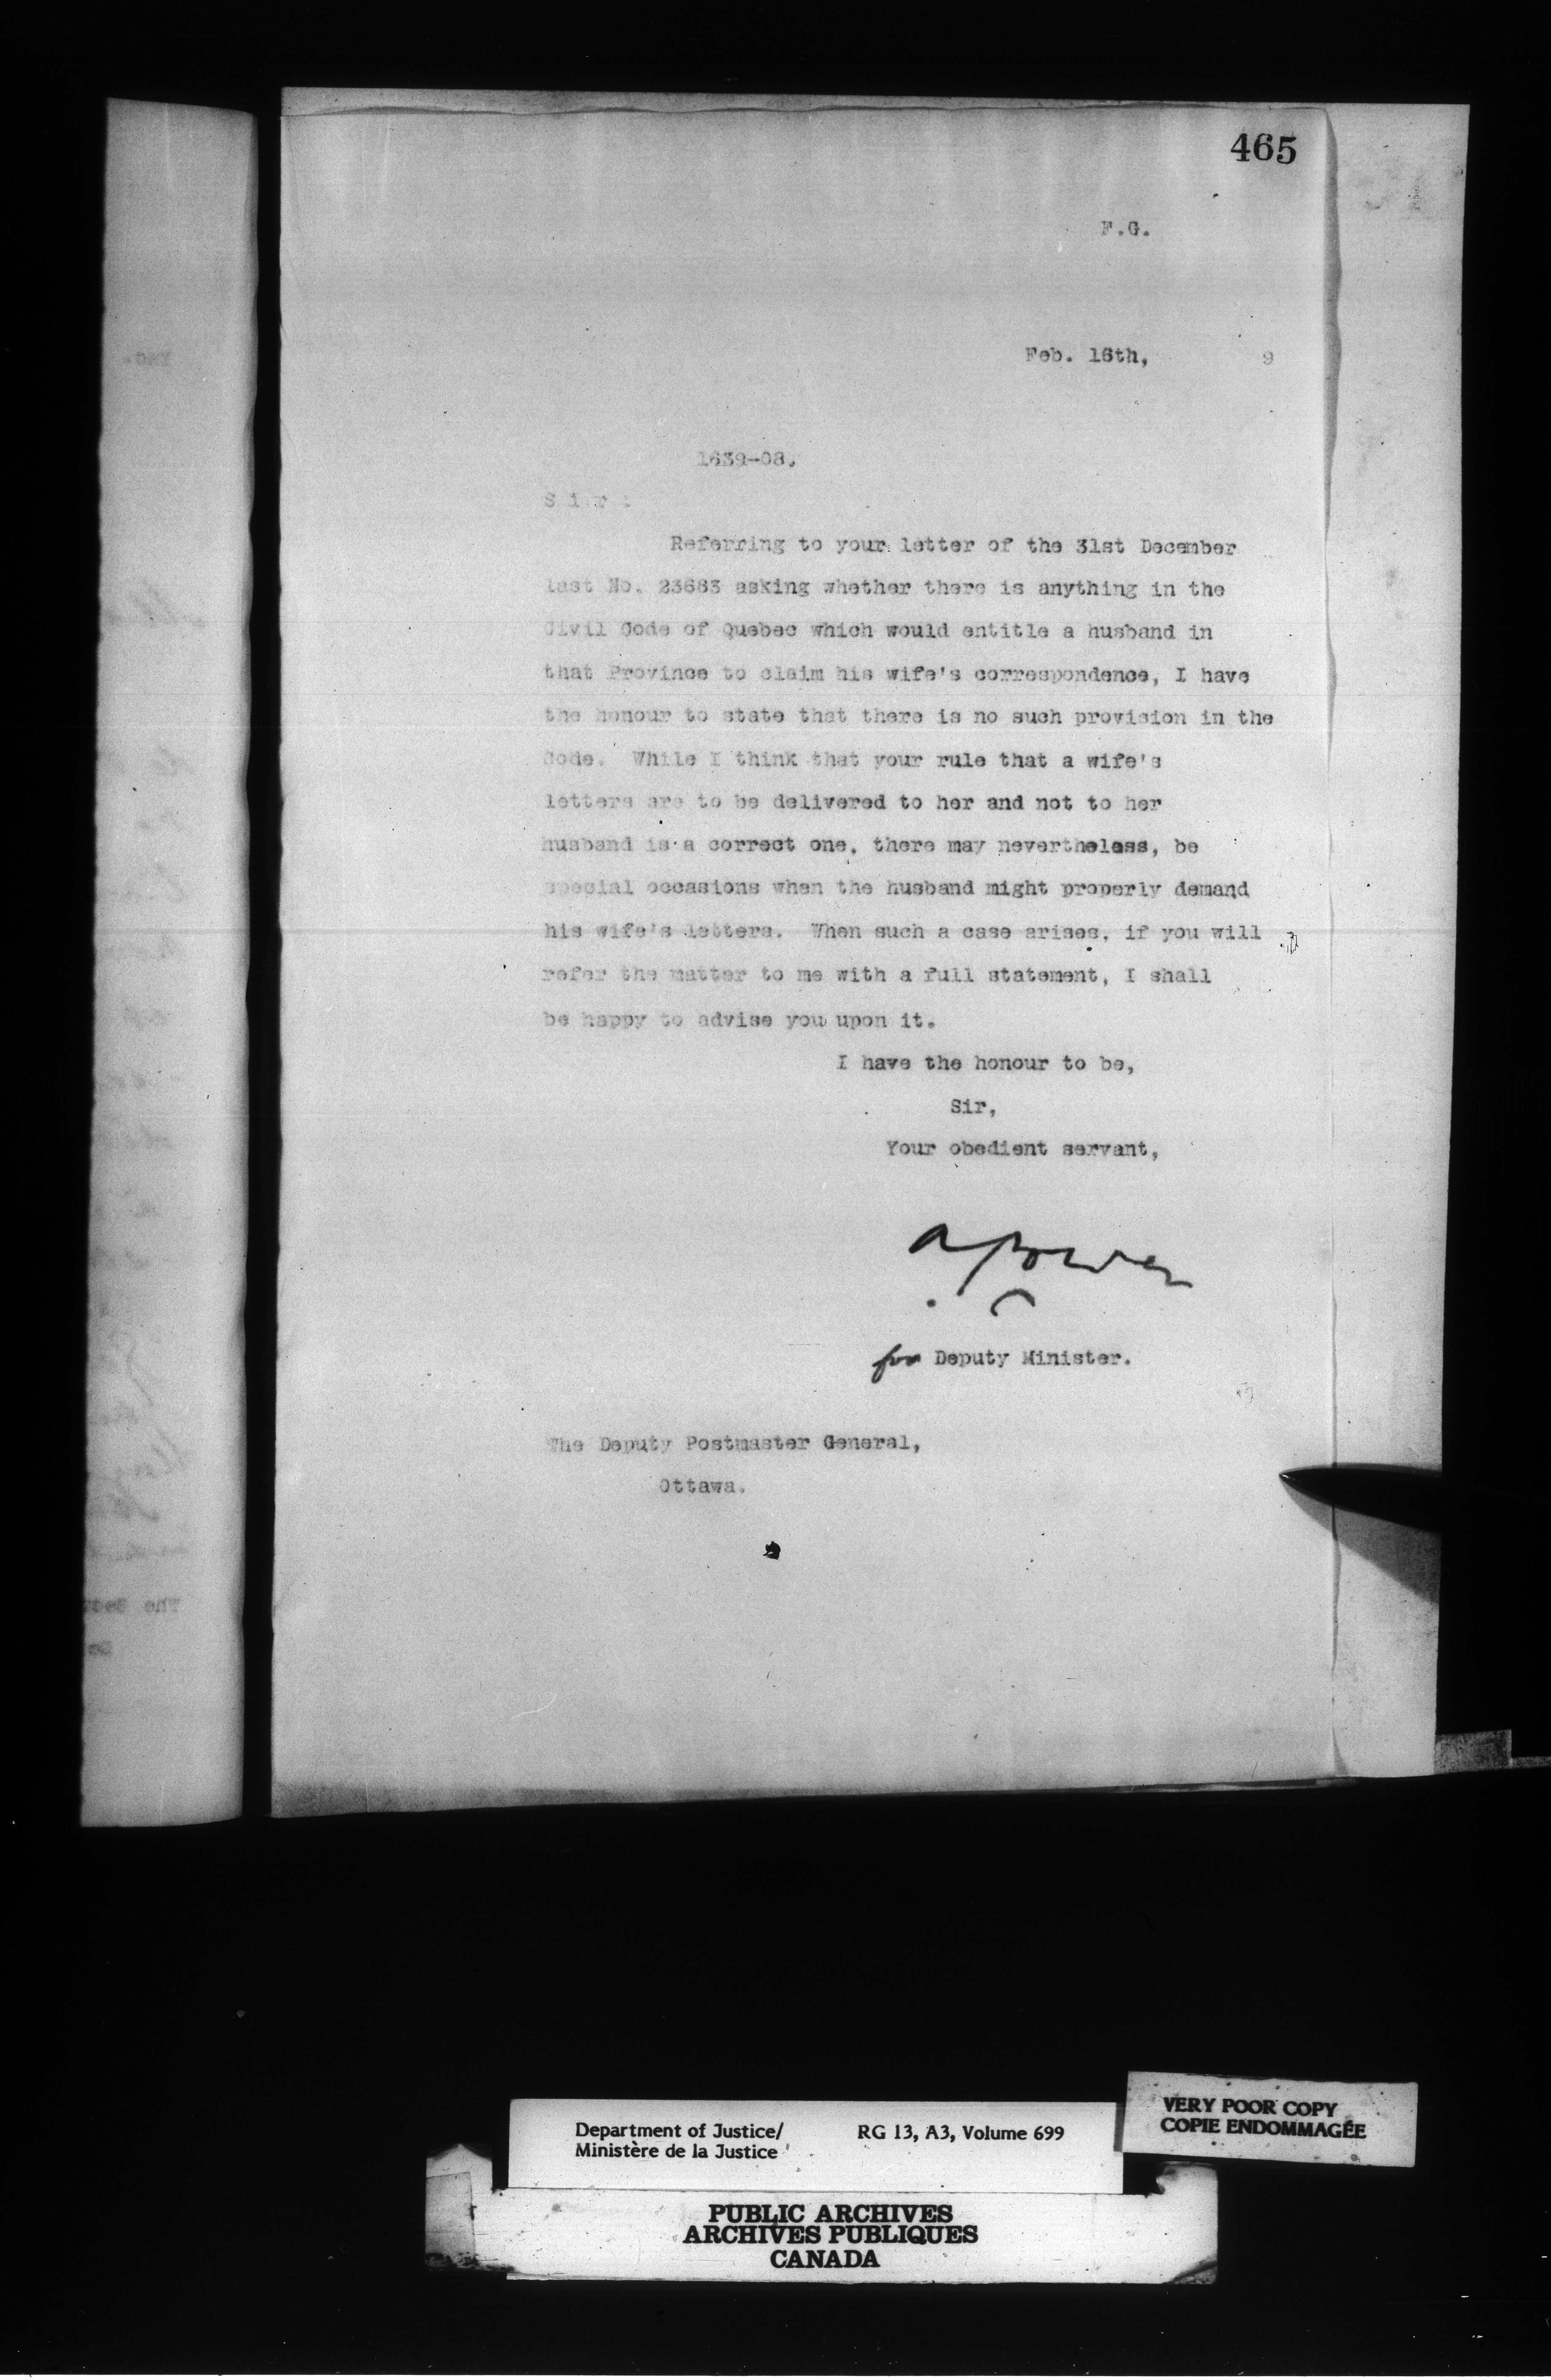 465
F.G.
Feb. 16th, 9
1639-08.
Sir:
Referring to your letter of the 31st December
last No. 23683 asking whether there is anything in the
Civil Code of Quebec which would entitle a husband in
that Province to claim his wife's correspondence, I have
the honour to state that there is no such provision in the
Code. While I think that your rule that a wife's
letters are to be delivered to her and not to her
husband is a correct one, there may nevertheless, be
special occasions when the husband might properly demand
his wife's letters. When such a case arises, if you will
refer the matter to me with a full statement, I shall
be happy to advise you upon it.
I have the honour to be,
Sir,
Your obedient servant,
A Power
for Deputy Minister.
The Deputy Postmaster General,
Ottawa.
VERY POOR COPY
COPIE ENDOMMAGÉE
Department of Justice/ RG 13, A3, Volume 699
Ministère de la Justice
PUBLIC ARCHIVES
ARCHIVES PUBLIQUES
CANADA